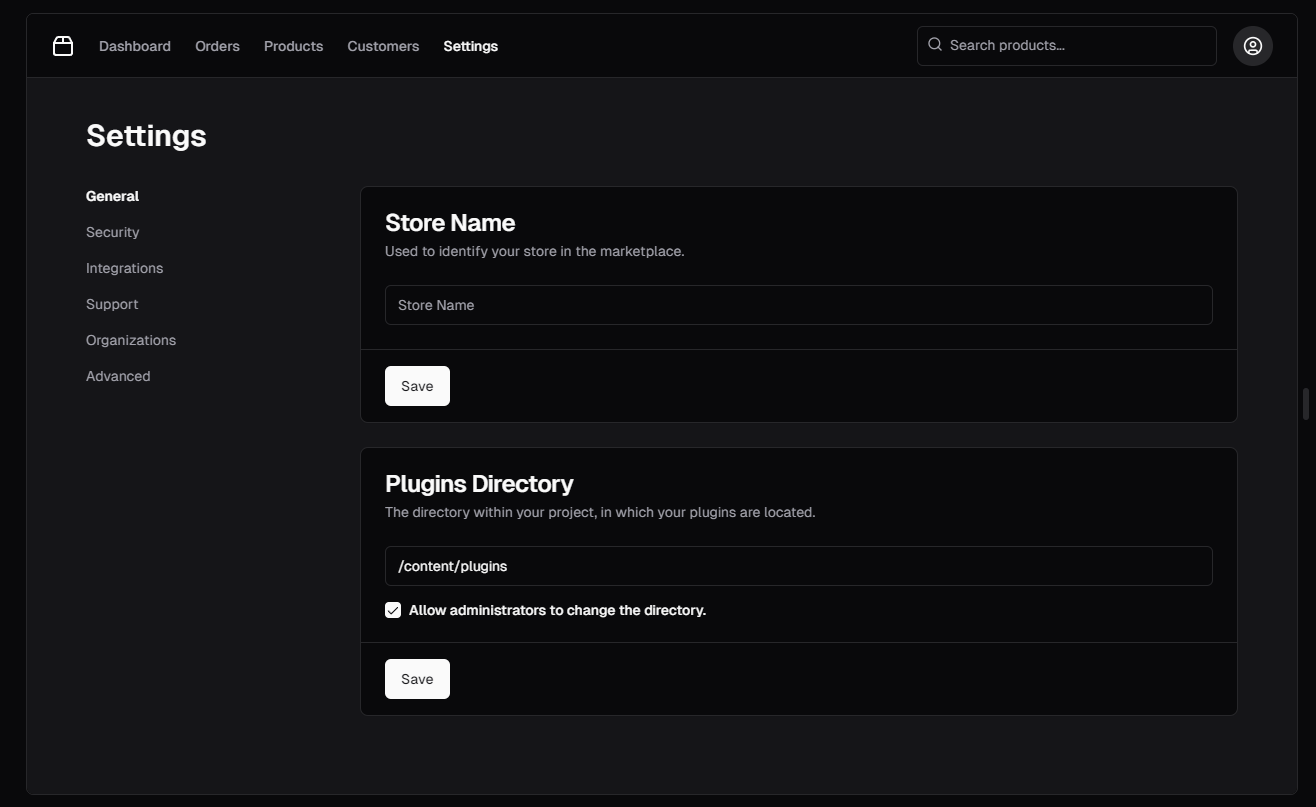 Dashboard Orders Products Customers Settings Search products...
Settings
General
Security
Integrations
Support
Organizations
Advanced
Store Name
Used to identify your store in the marketplace.
Store Name
Save
Plugins Directory
The directory within your project, in which your plugins are located.
/content/plugins
Allow administrators to change the directory.
Save